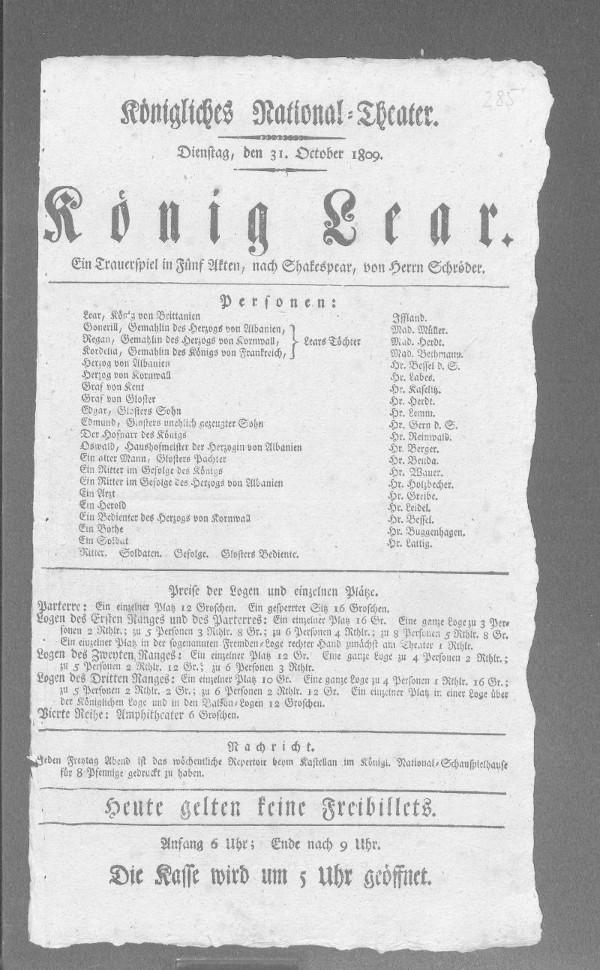 285
Königliches National-Theater.
Dienstag, den 31. October 1809.
König Lear.
Ein Trauerspiel in Fünf Akten, nach Shakespear, von Herrn Schröder.
Personen:
Lear, König von Brittanien Iffland.
Gonerill, Gemahlin des Herzogs von Albanien, Mad. Müller.
Regan, Gemahlin des Herzogs von Kornwall, Lears Töchter Mad. Herdt.
Kordelia, Gemahlin des Königs von Frankreich, Mad. Bethmann.
Herzog von Albanien Hr. Bessel d. S.
Herzog von Kornwall Hr. Labes.
Graf von Kent Hr. Kaselitz.
Graf von Gloster Hr. Herdt.
Edgar, Glosters Sohn Hr. Lemm.
Edmund, Glosters unehlich gezeugter Sohn Hr. Gern d. S.
Der Hofnarr des Königs Hr. Reinwald.
Oswald, Haushofmeister der Herzogin von Albanien Hr. Berger.
Ein alter Mann, Glosters Pachter Hr. Benda.
Ein Ritter im Gefolge des Königs Hr. Wauer.
Ein Ritter im Gefolge des Herzogs von Albanien Hr. Holzbecher.
Ein Arzt Hr. Greibe.
Ein Herold Hr. Leidel.
Ein Bedienter des Herzogs von Kornwall Hr. Bessel.
Ein Bothe Hr. Buggenhagen.
Ein Soldat Hr. Lattig.
Ritter. Soldaten. Gefolge. Glosters Bediente.
Preise der Logen und einzelnen Plätze.
Parterre: Ein einzelner Platz 12 Groschen. Ein gesperrter Sitz 16 Groschen.
Logen des Ersten Ranges und des Parterres: Ein einzelner Platz 16 Gr. Eine ganze Loge zu 3 Per-
sonen 2 Rthlr.; zu 5 Personen 3 Rthlr. 8 Gr.; zu 6 Personen 4 Rthlr.; zu 8 Personen 5 Rthlr. 8 Gr.
Ein einzelner Platz in der sogenannten Fremden-Loge rechter Hand zunächst am Theater 1 Rthlr.
Logen des Zweyten Ranges: Ein einzelner Platz 12 Gr. Eine ganze Loge zu 4 Personen 2 Rthlr.;
zu 5 Personen 2 Rthlr. 12 Gr.; zu 6 Personen 3 Rthlr.
Logen des Dritten Ranges: Ein einzelner Platz 10 Gr. Eine ganze Loge zu 4 Personen 1 Rthlr. 16 Gr.;
zu 5 Personen 2 Rthlr. 2 Gr.; zu 6 Personen 2 Rthlr. 12 Gr. Ein einzelner Platz in einer Loge über
der Königlichen Loge und in den Balkon-Logen 12 Groschen.
Vierte Reihe: Amphitheater 6 Groschen.
Nachricht.
Jeden Freytag Abend ist das wöchentliche Repertoir beym Kastellan im Königl. National-Schauspielhause
für 8 Pfennige gedruckt zu haben.
Heute gelten keine Freibillets.
Anfang 6 Uhr; Ende nach 9 Uhr.
Die Kasse wird um 5 Uhr geöffnet.